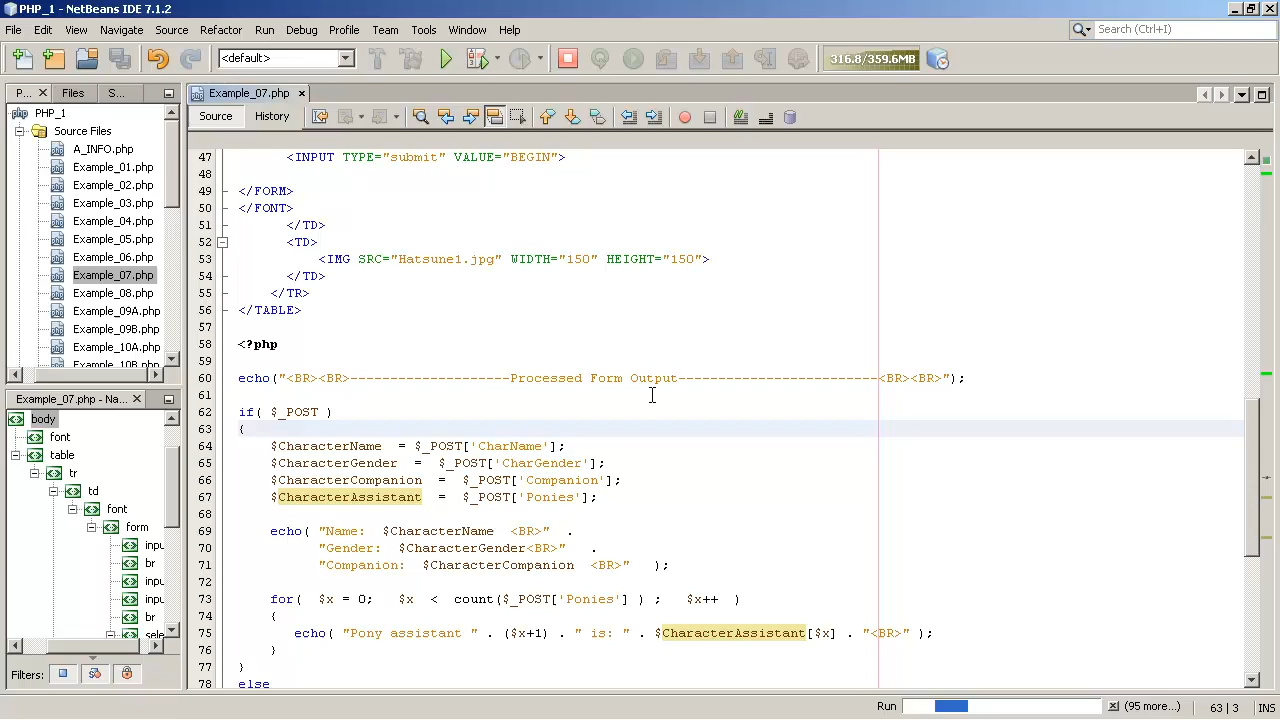 PHP_1 - NetBeans IDE 7.1.2
File Edit View Navigate Source Refactor Run Debug Profile Team Tools Window Help
Search (Ctrl+I)
<default>
316.8/359.6MB
P... Files S...
Example_07.php
Source History
PHP_1
Source Files
A_INFO.php
Example_01.php
Example_02.php
Example_03.php
Example_04.php
Example_05.php
Example_06.php
Example_07.php
Example_08.php
Example_09A.php
Example_09B.php
Example_10A.php
Example_10B.php
Example_07.php - Na...
body
font
table
tr
td
font
form
inpu
br
inpu
inpu
br
sele
Filters:
47 <INPUT TYPE="submit" VALUE="BEGIN">
48
49 </FORM>
50 </FONT>
51 </TD>
52 <TD>
53 <IMG SRC="Hatsune1.jpg" WIDTH="150" HEIGHT="150">
54 </TD>
55 </TR>
56 </TABLE>
57
58 <?php
59
60 echo("<BR><BR>--------------------Processed Form Output-------------------------<BR><BR>");
61
62 if( $_POST )
63 {
64 $CharacterName = $_POST['CharName'];
65 $CharacterGender = $_POST['CharGender'];
66 $CharacterCompanion = $_POST['Companion'];
67 $CharacterAssistant = $_POST['Ponies'];
68
69 echo( "Name: $CharacterName <BR>" .
70 "Gender: $CharacterGender<BR>" .
71 "Companion: $CharacterCompanion <BR>" );
72
73 for( $x = 0; $x < count($_POST['Ponies'] ) ; $x++ )
74 {
75 echo( "Pony assistant " . ($x+1) . " is: " . $CharacterAssistant[$x] . "<BR>" );
76 }
77 }
78 else
Run (95 more...) 63 | 3 INS